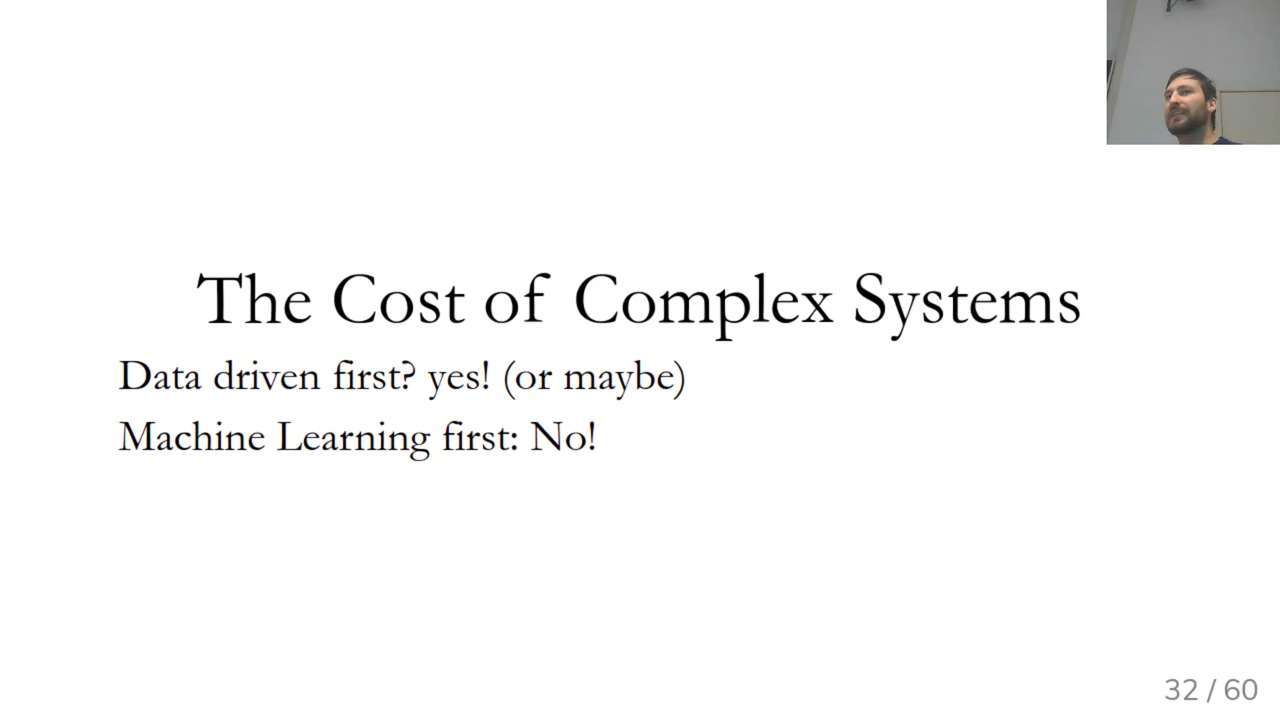 The Cost of Complex Systems
Data driven first? yes! (or maybe)
Machine Learning first: No!
32 / 60